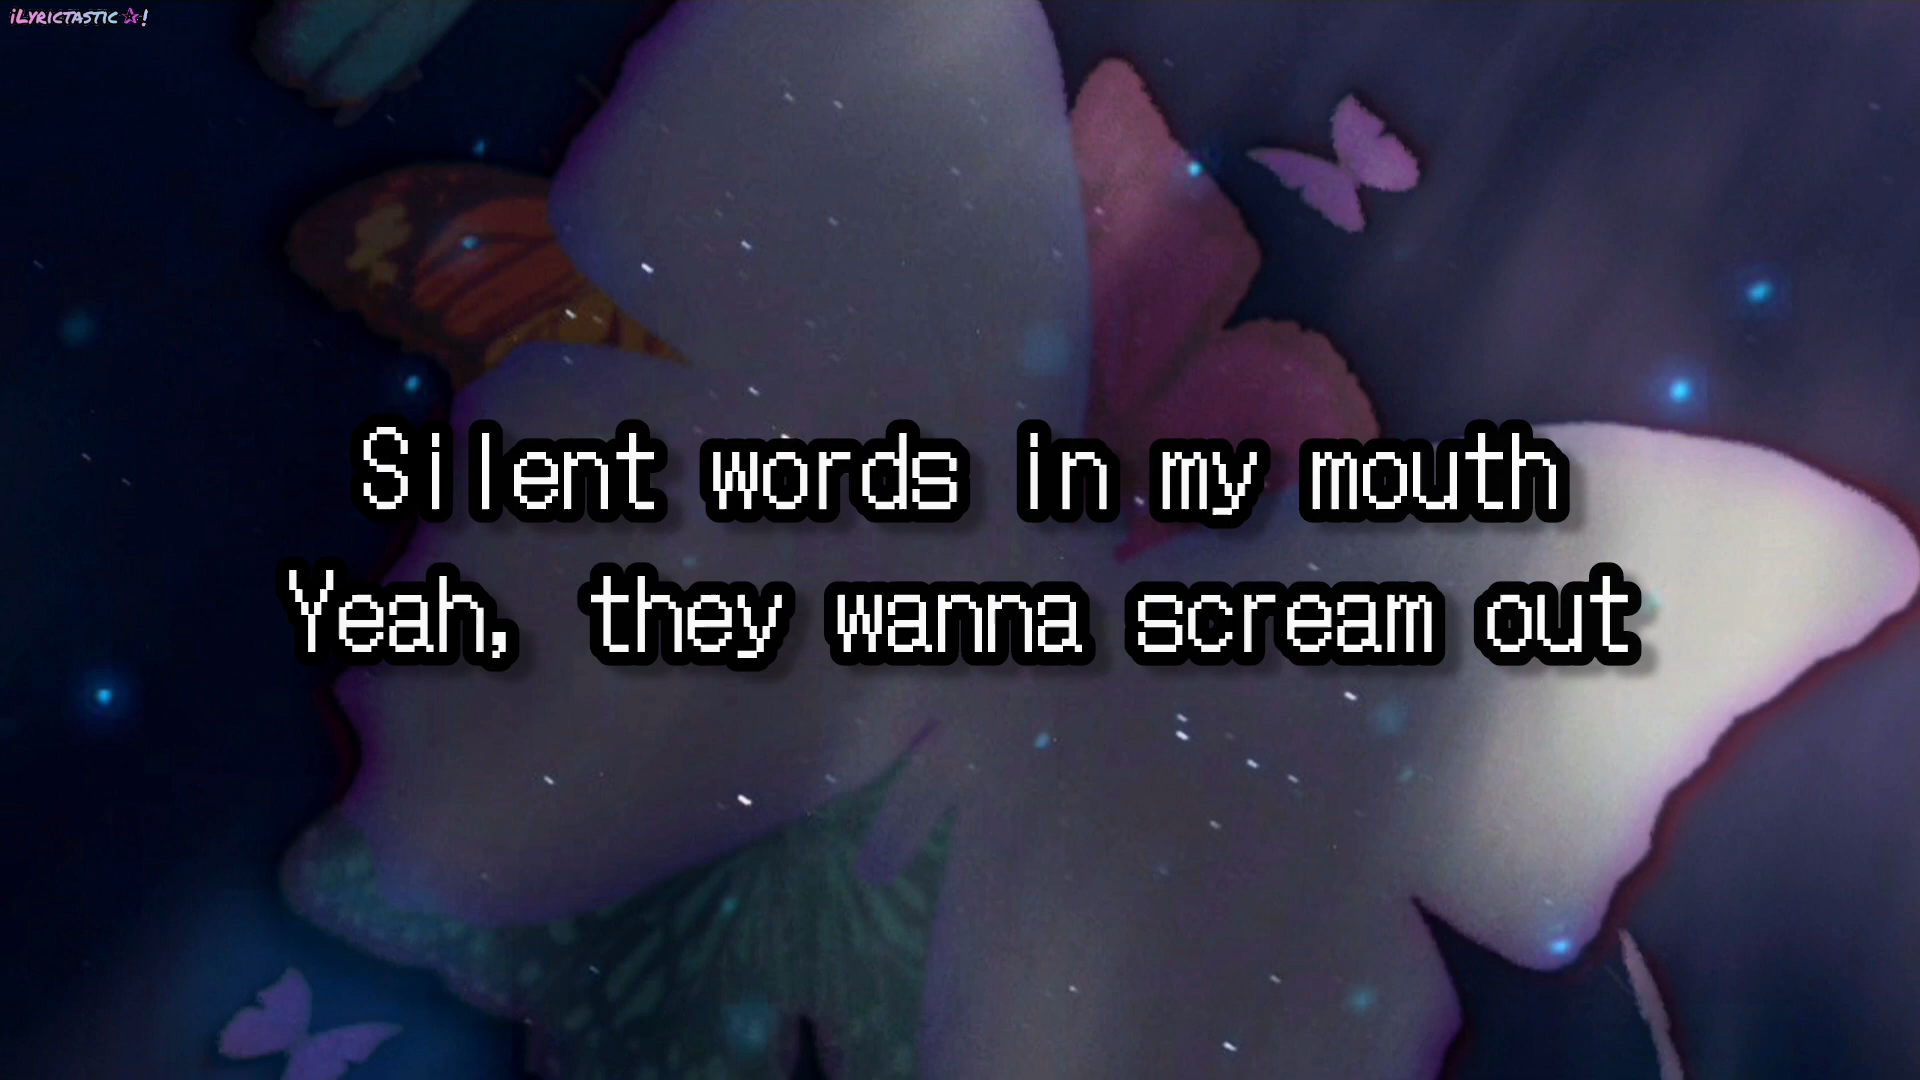 iLyrictastic☆!
Silent words in my mouth
Yeah, they wanna scream out